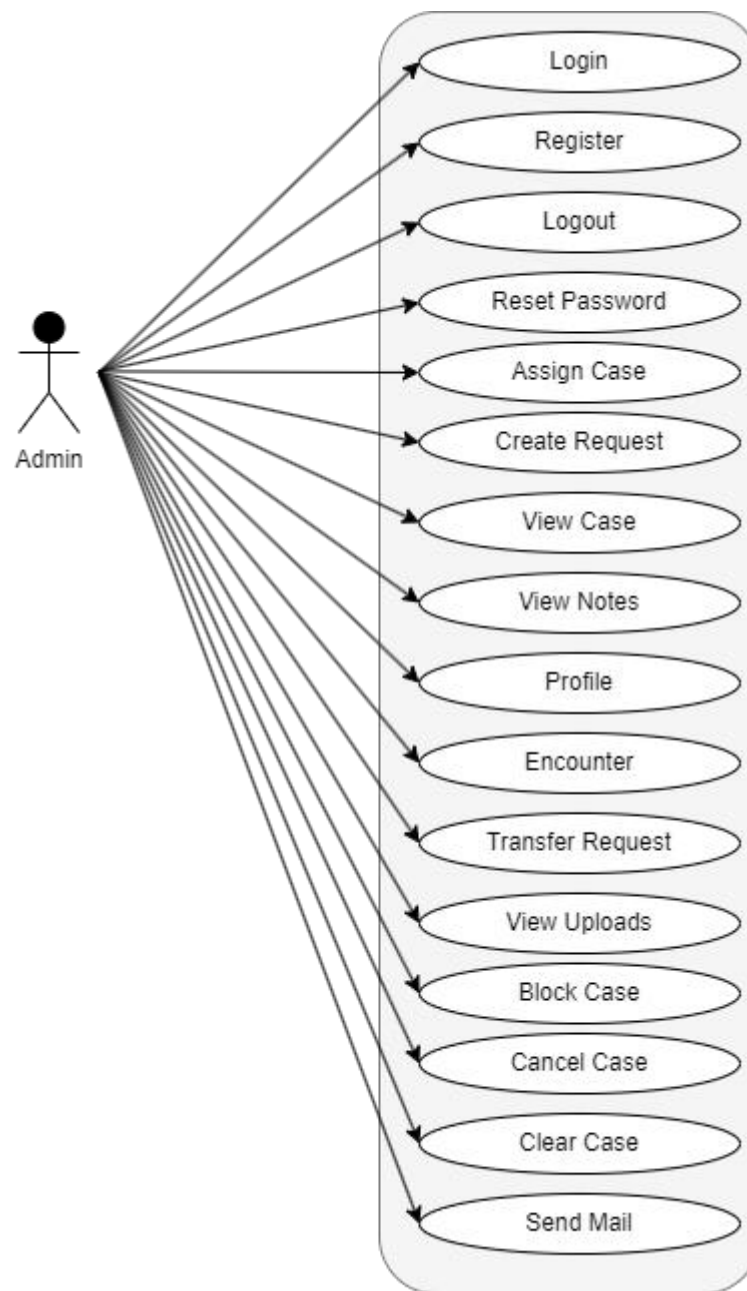 Login
Register
Logout
Reset Password
Assign Case
Create Request
Admin
View Case
View Notes
Profile
Encounter
Transfer Request
View Uploads
Block Case
Cancel Case
Clear Case
Send Mail